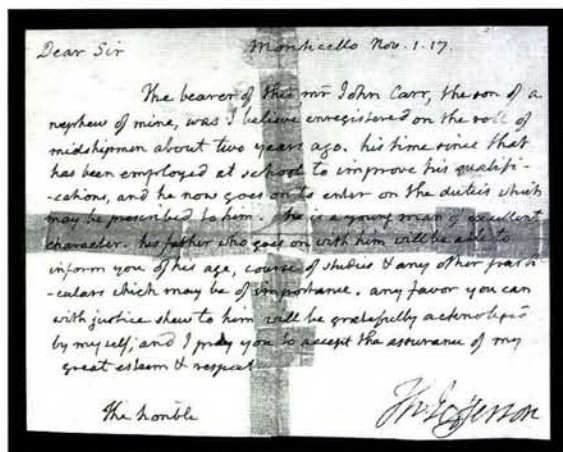 Dear Sir Monticello Nov. 1. 17.
The bearer of this mr John Carr, the son of a
nephew of mine, was I believe enregistered on the roll of
midshipmen about two years ago. his time since that
has been employed at school to improve his qualifi-
-cations, and he now goes on to enter on the duties which
may be prescribed to him. he is a young man of excellent
character. his father who goes on with him will be able to
inform you of his age, course of studies & any other parti
-culars which may be of importance. any favor you can
with justice shew to him will be gratefully acknoleged
by myself, and I pray you to accept the assurance of my
great esteem & respect
Th: Jefferson
The honble